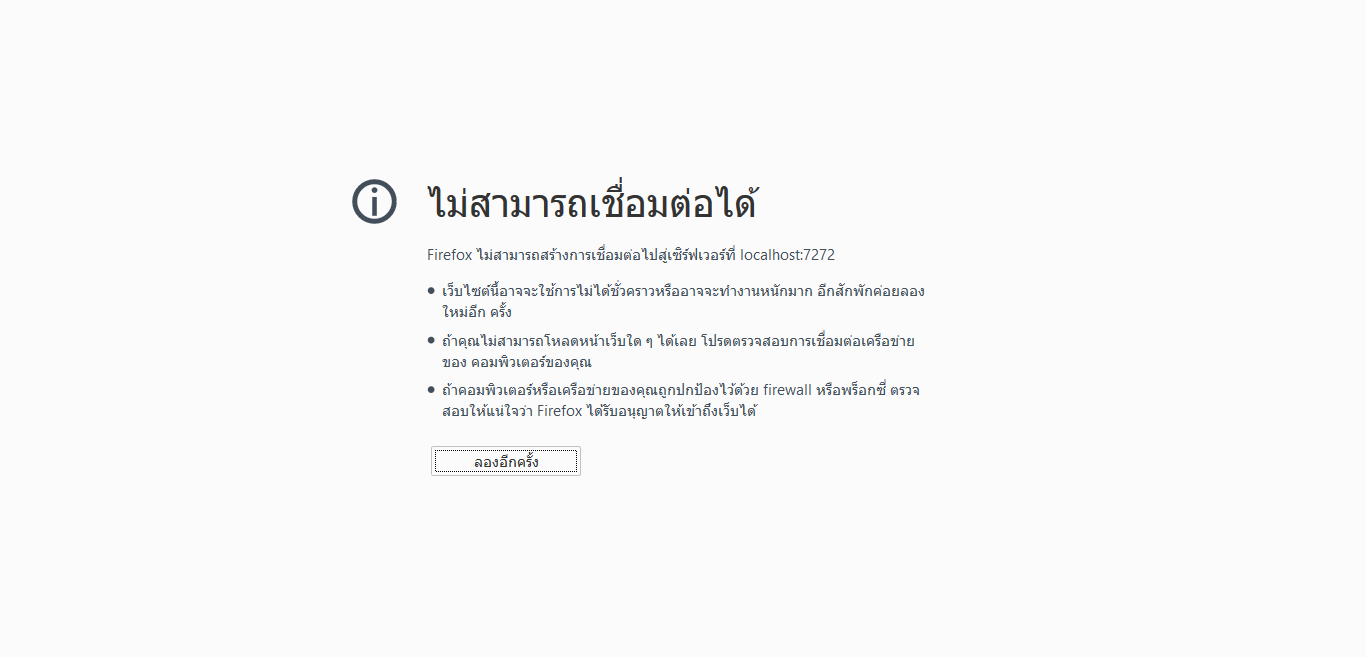 ไม่สามารถเชื่อมต่อได้
Firefox ไม่สามารถสร้างการเชื่อมต่อไปสู่เซิร์ฟเวอร์ที่ localhost:7272
• เว็บไซต์นี้อาจจะใช้การไม่ได้ชั่วคราวหรืออาจจะทำงานหนักมาก อีกสักพักค่อยลอง
ใหม่อีก ครั้ง
• ถ้าคุณไม่สามารถโหลดหน้าเว็บใด ๆ ได้เลย โปรดตรวจสอบการเชื่อมต่อเครือข่าย
ของ คอมพิวเตอร์ของคุณ
• ถ้าคอมพิวเตอร์หรือเครือข่ายของคุณถูกปกป้องไว้ด้วย firewall หรือพร็อกซี่ ตรวจ
สอบให้แน่ใจว่า Firefox ได้รับอนุญาตให้เข้าถึงเว็บได้
ลองอีกครั้ง